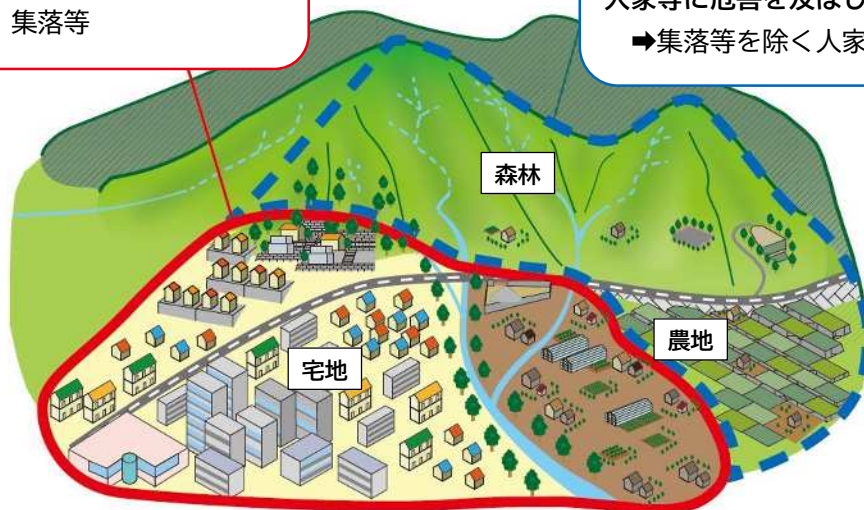 集落等
人家等に危害を及ぼし
➡集落等を除く人家
森林
農地
宅地